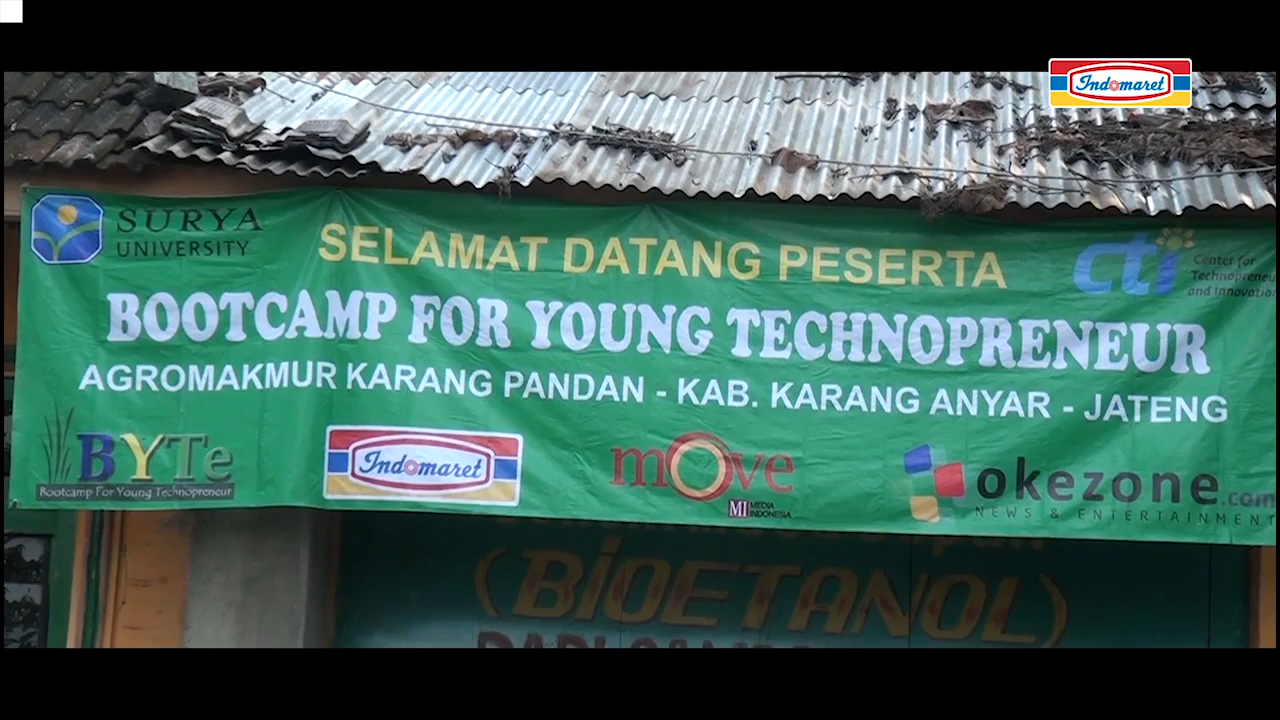 Indomaret
SURYA
UNIVERSITY
SELAMAT DATANG PESERTA
cti
Center for
Technopreneur
and Innovation
BOOTCAMP FOR YOUNG TECHNOPRENEUR
AGROMAKMUR KARANG PANDAN - KAB. KARANG ANYAR - JATENG
BYTe
Bootcamp For Young Technopreneur
Indomaret
move
MI MEDIA
INDONESIA
okezone.com
NEWS & ENTERTAINMENT
(BIOETANOL)
DARI